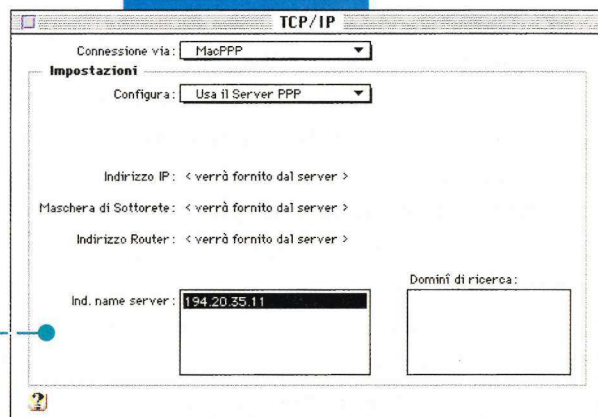 TCP/IP
Connessione via: MacPPP
Impostazioni
Configura: Usa il Server PPP
Indirizzo IP: < verrà fornito dal server >
Maschera di Sottorete: < verrà fornito dal server >
Indirizzo Router: < verrà fornito dal server >
Dominî di ricerca:
Ind. name server: 194.20.35.11
?